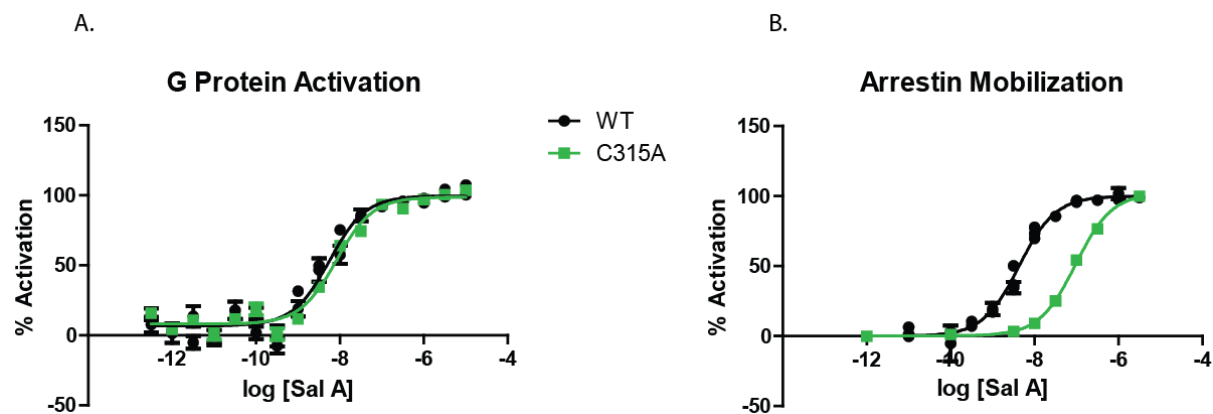 A.
G Protein Activation
150
100
50
0
-50
% Activation
-12
-10
-8
-6
-4
log [Sal A]
WT
C315A
B.
Arrestin Mobilization
150
100
50
0
-50
% Activation
-12
-10
-8
-6
-4
log [Sal A]